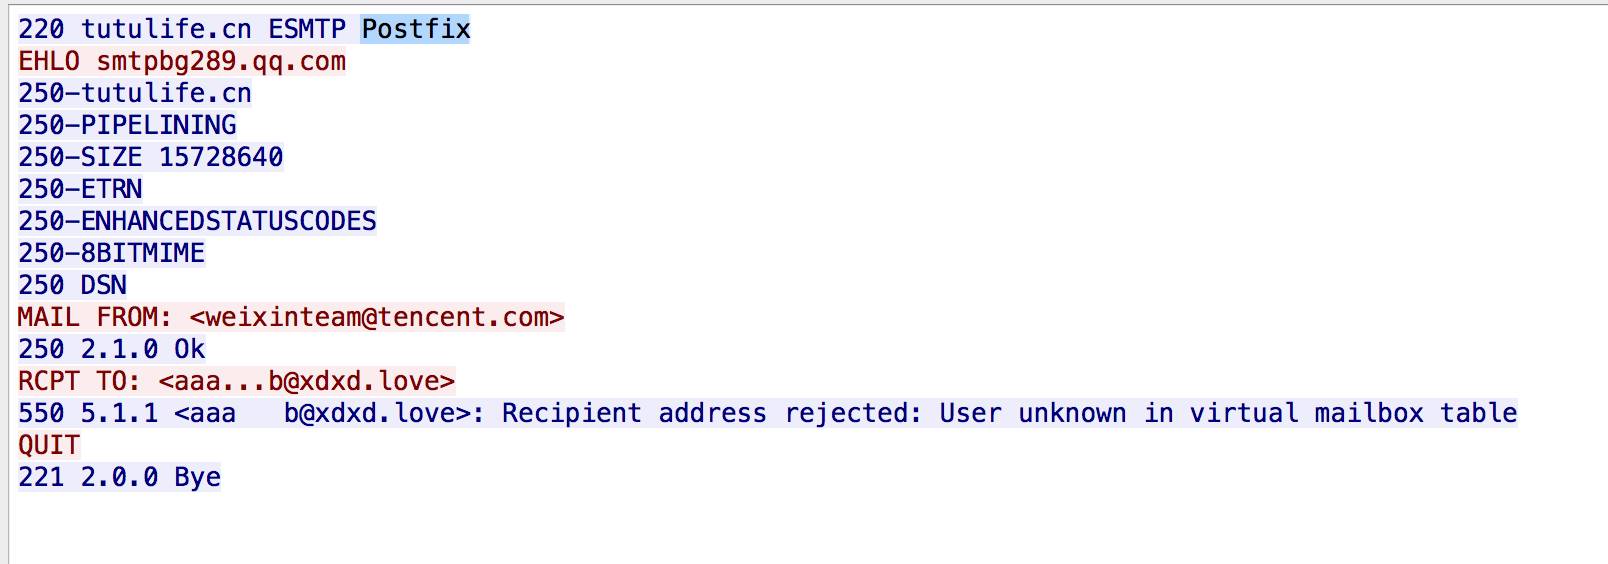 220 tutulife.cn ESMTP Postfix
EHLO smtpbg289.qq.com
250-tutulife.cn
250-PIPELINING
250-SIZE 15728640
250-ETRN
250-ENHANCEDSTATUSCODES
250-8BITMIME
250 DSN
MAIL FROM: <weixinteam@tencent.com>
250 2.1.0 Ok
RCPT TO: <aaa...b@xdxd.love>
550 5.1.1 <aaa   b@xdxd.love>: Recipient address rejected: User unknown in virtual mailbox table
QUIT
221 2.0.0 Bye